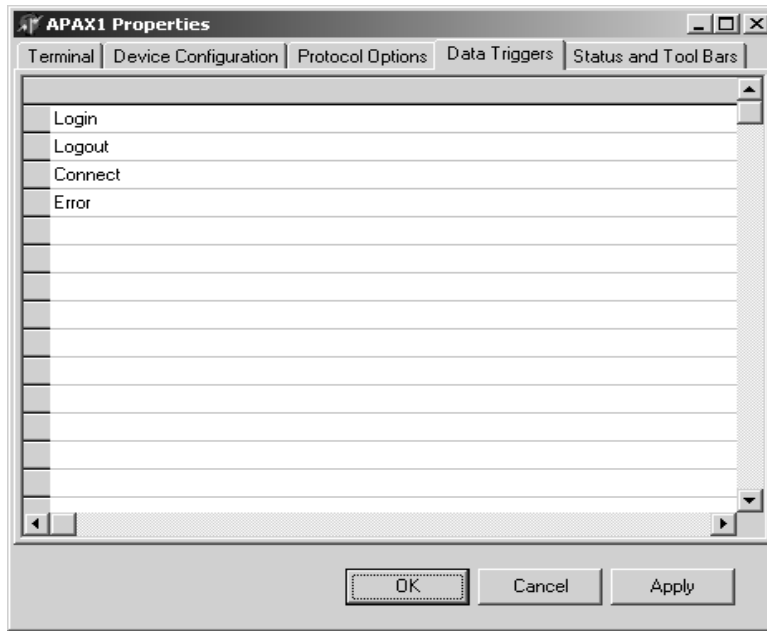 APAX1 Properties
Terminal Device Configuration Protocol Options Data Triggers Status and Tool Bars
Login
Logout
Connect
Error
OK Cancel Apply